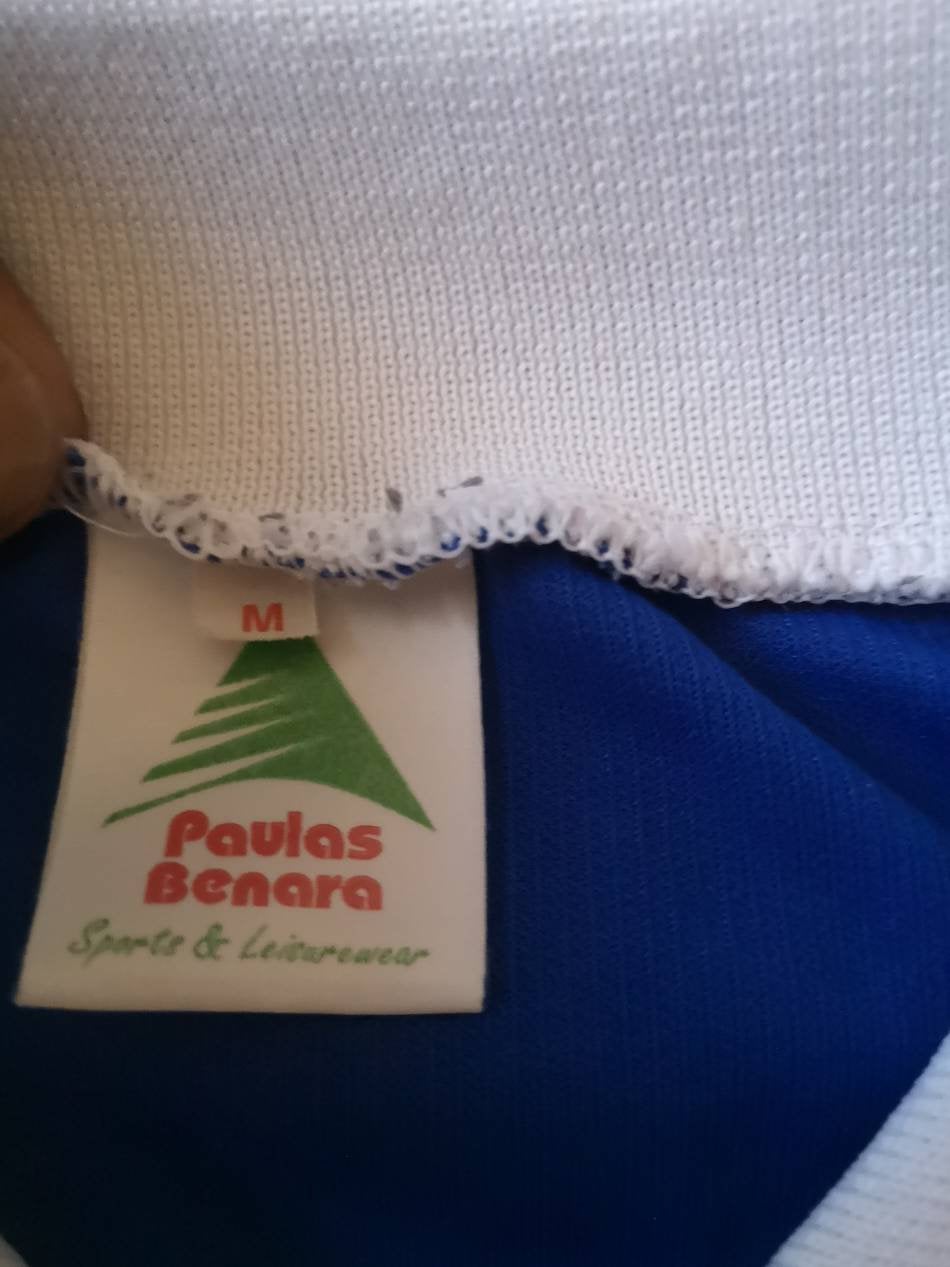 M
Paulas
Benara
Sports & Leisurewear